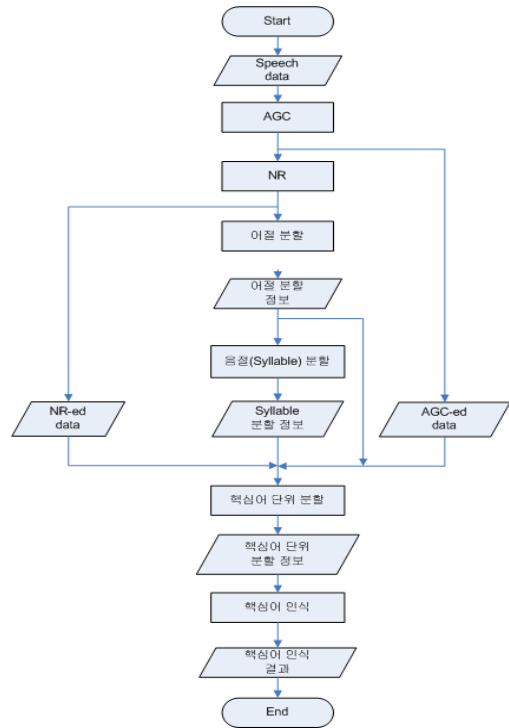 Start
Speech
data
AGC
NR
어절 분할
어절 분할
정보
음절(Syllable) 분할
NR-ed
data
Syllable
분할 정보
AGC-ed
data
핵심어 단위 분할
핵심어 단위
분할 정보
핵심어 인식
핵심어 인식
결과
End